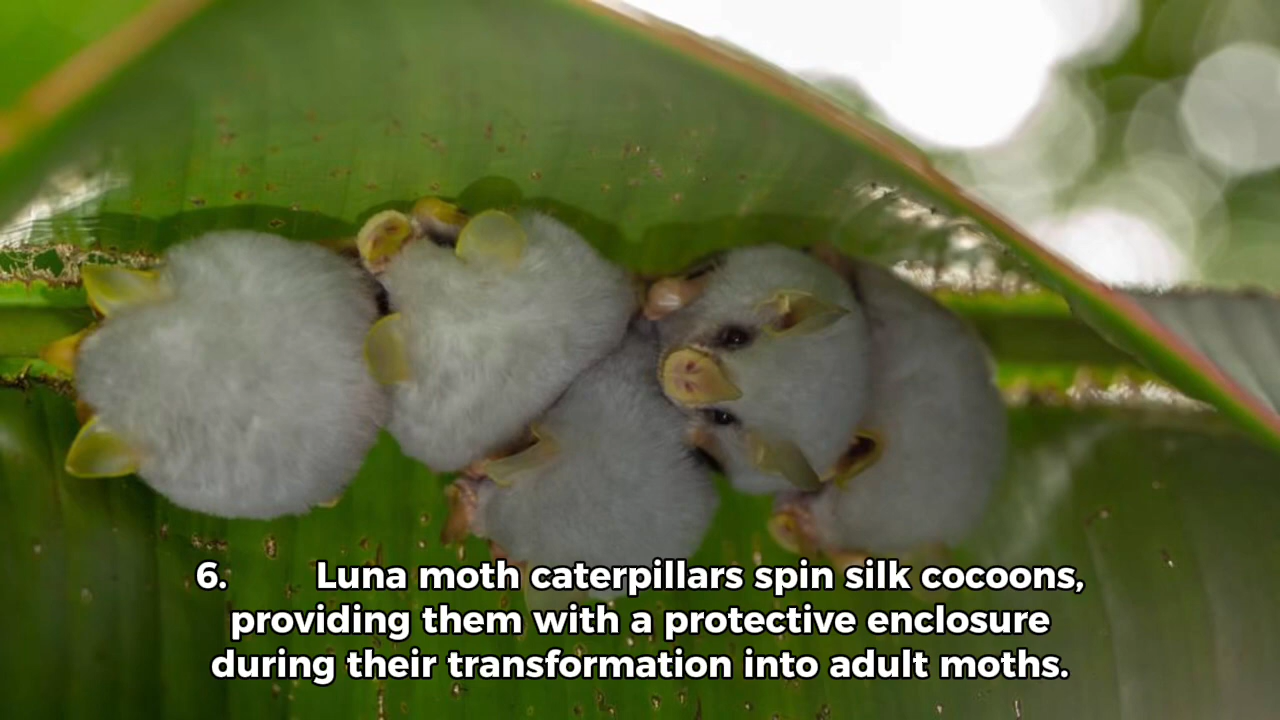 6. Luna moth caterpillars spin silk cocoons,
providing them with a protective enclosure
during their transformation into adult moths.